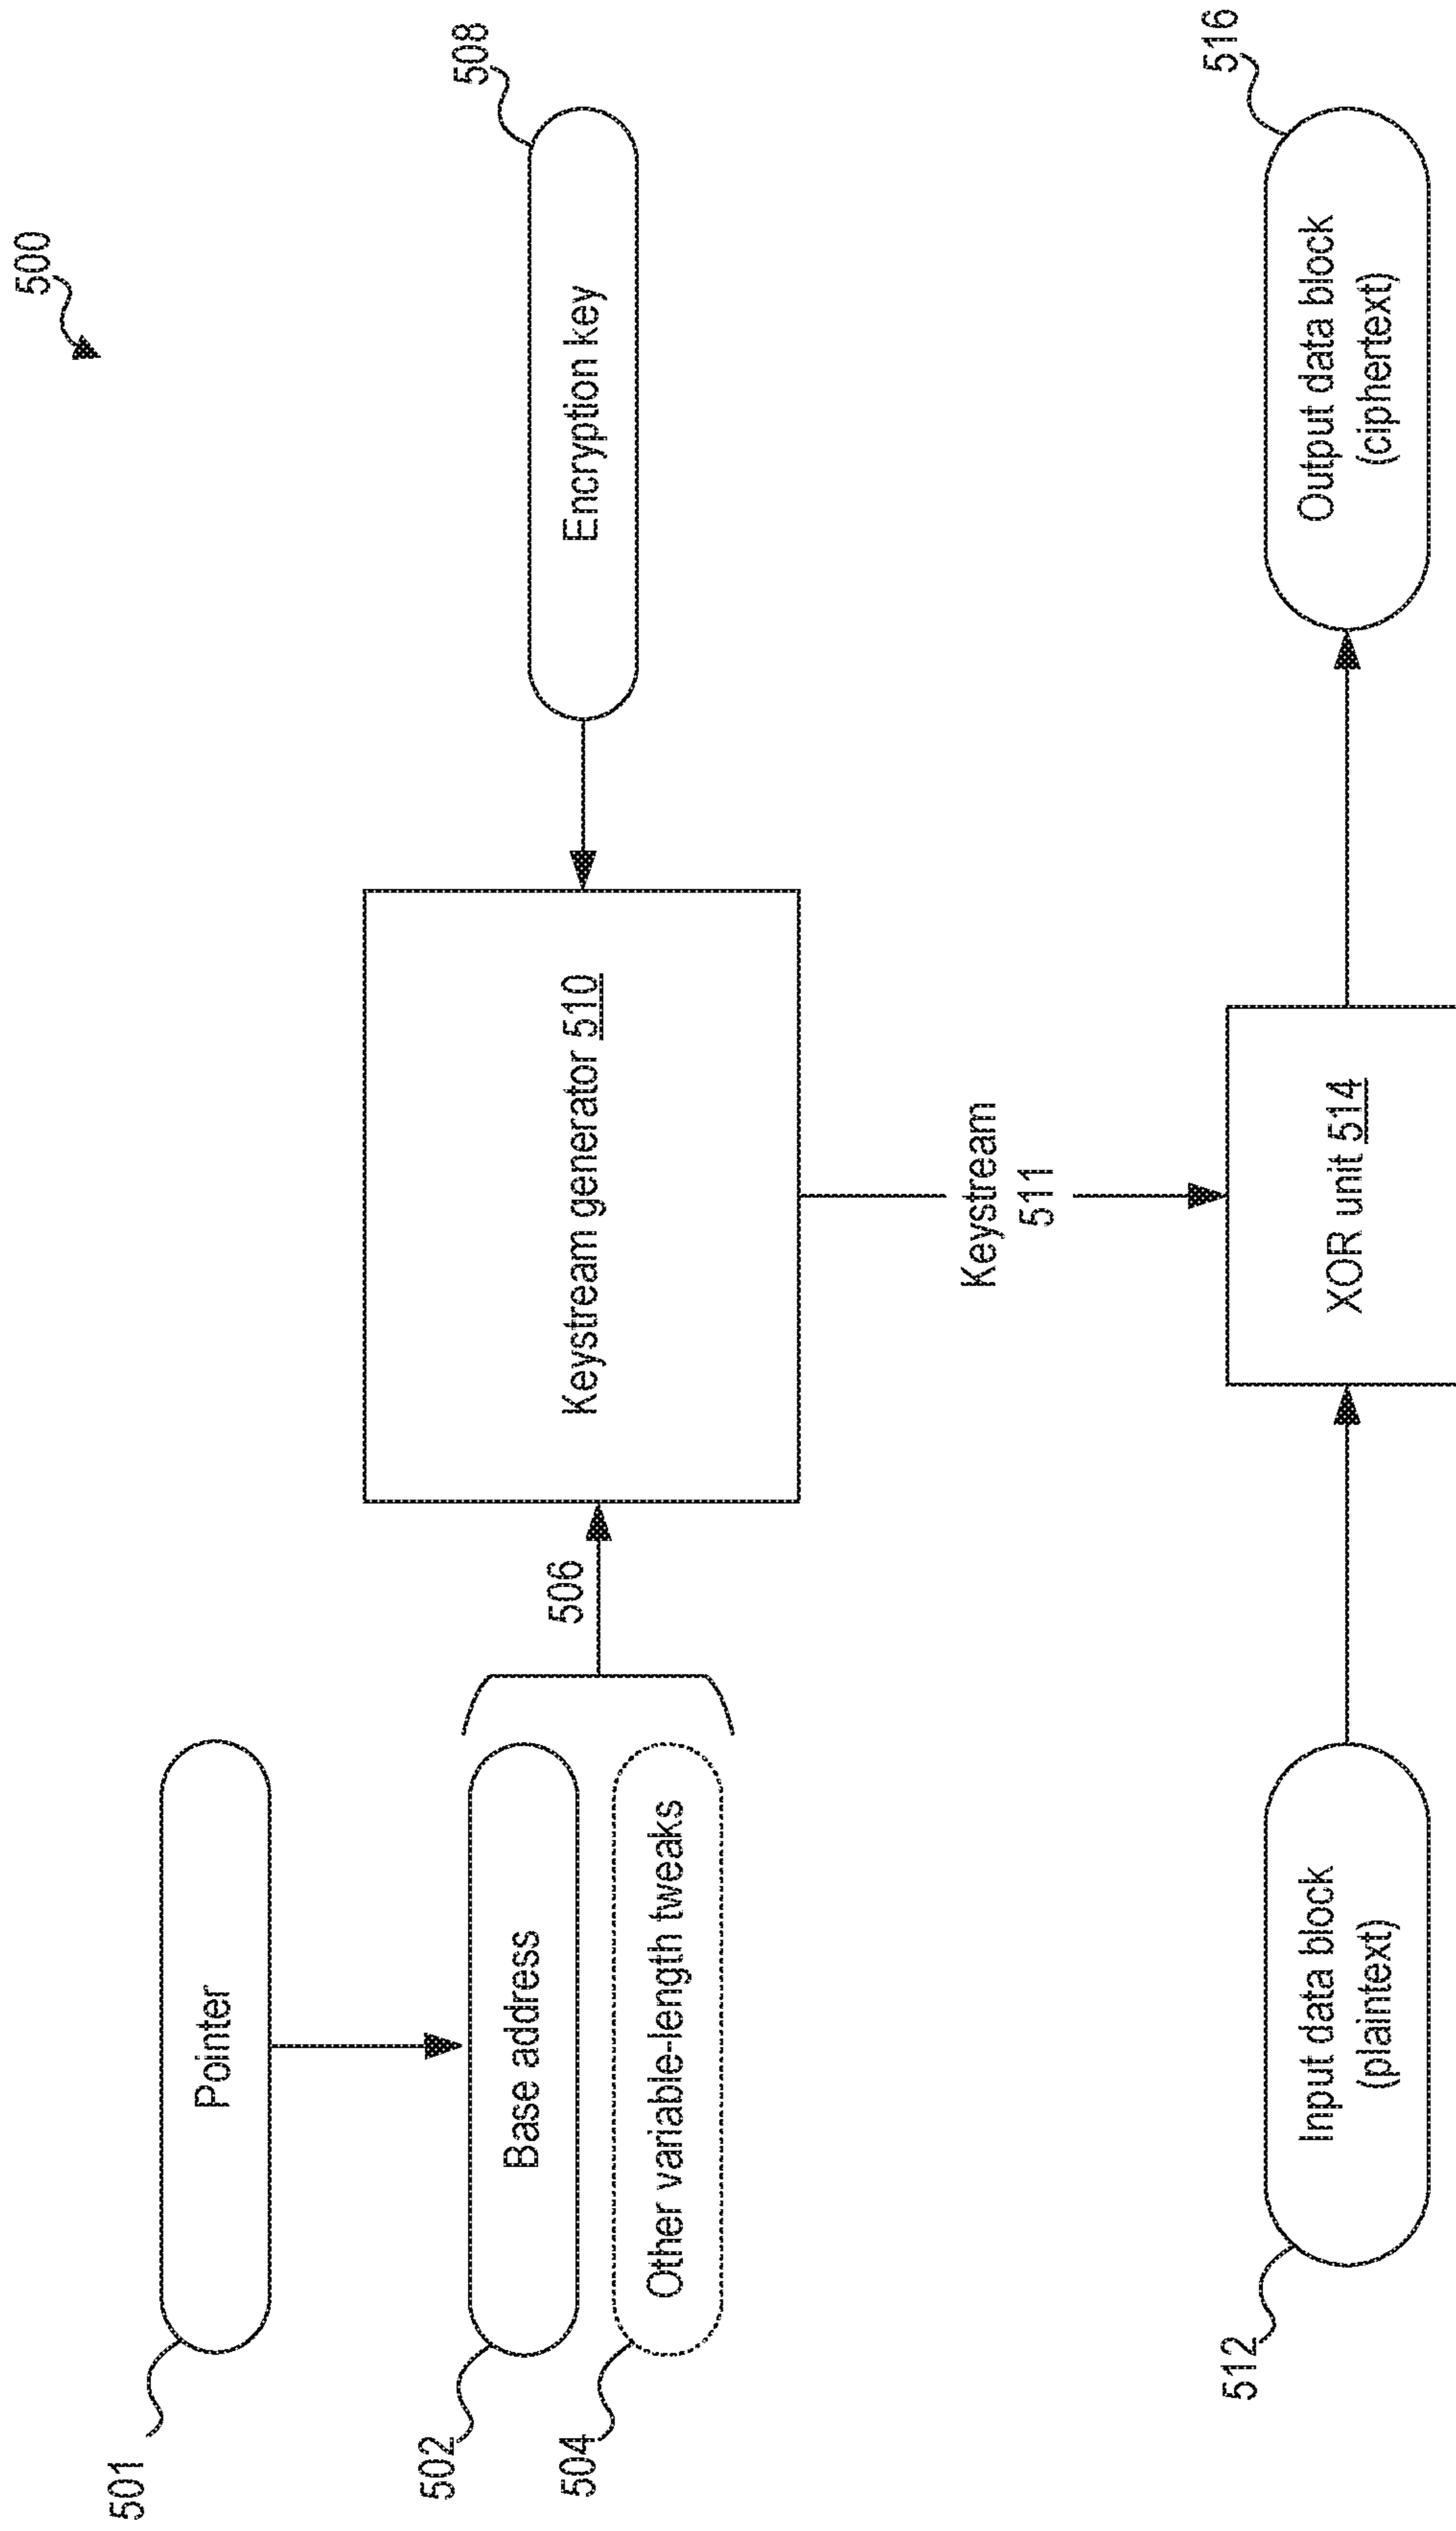 500
501
Pointer
502
Base address
504
Other variable-length tweaks
506
Keystream generator 510
508
Encryption key
Keystream
511
512
Input data block
(plaintext)
XOR unit 514
516
Output data block
(ciphertext)